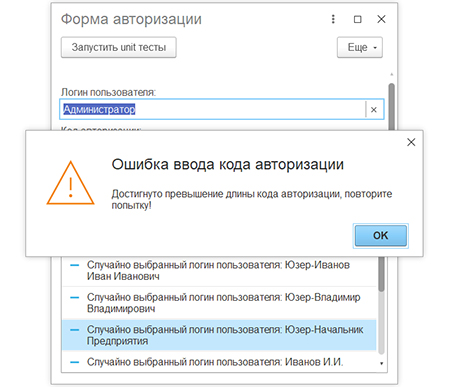 Форма авторизации
Запустить unit тесты
Еще
Логин пользователя:
Администратор
Код авторизации:
Ошибка ввода кода авторизации
Достигнуто превышение длины кода авторизации, повторите
попытку!
OK
Случайно выбранный логин пользователя: Юзер-Иванов
Иван Иванович
Случайно выбранный логин пользователя: Юзер-Владимир
Владимирович
Случайно выбранный логин пользователя: Юзер-Начальник
Предприятия
Случайно выбранный логин пользователя: Иванов И.И.